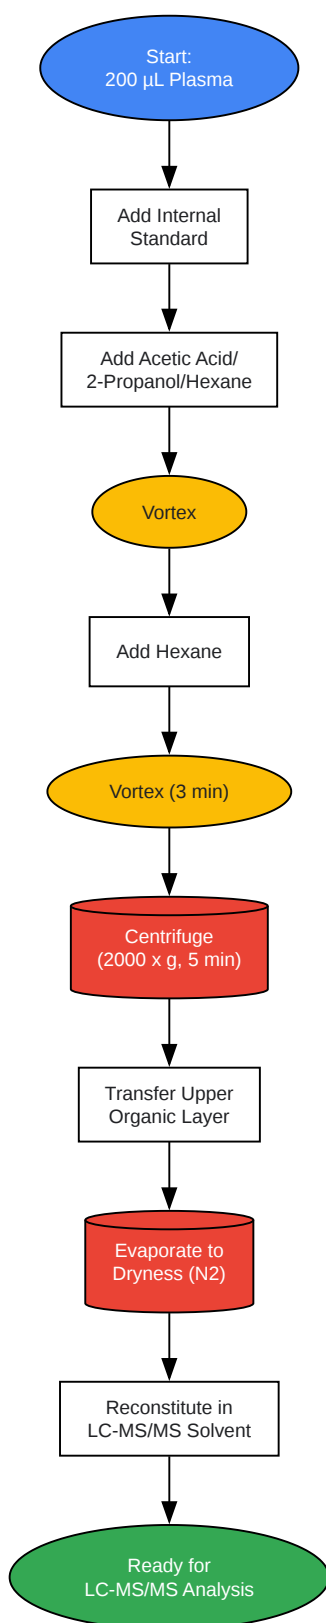 Start:
200 µL Plasma
Add Internal
Standard
Add Acetic Acid/
2-Propanol/Hexane
Vortex
Add Hexane
Vortex (3 min)
Centrifuge
(2000 x g, 5 min)
Transfer Upper
Organic Layer
Evaporate to
Dryness (N2)
Reconstitute in
LC-MS/MS Solvent
Ready for
LC-MS/MS Analysis